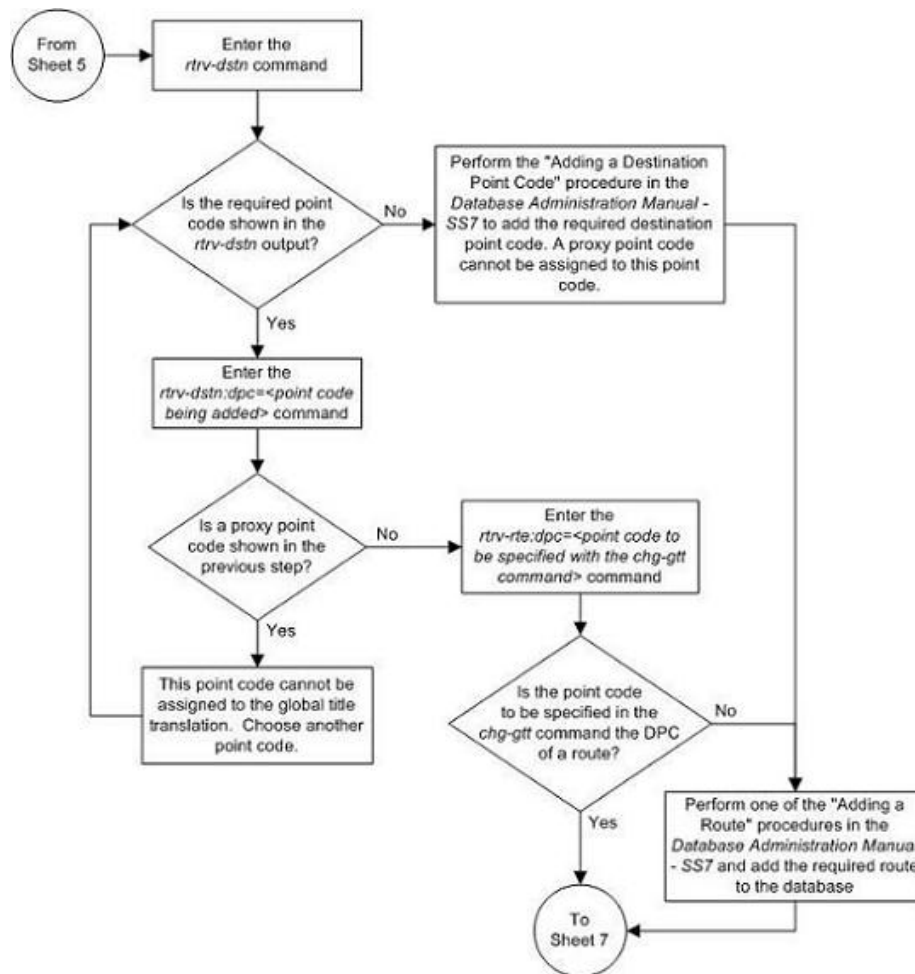 From
Sheet 5
Enter the
rtrv-dstn command
Is the required point
code shown in the
rtrv-dstn output?
No
Perform the "Adding a Destination
Point Code" procedure in the
Database Administration Manual -
SS7 to add the required destination
point code. A proxy point code
cannot be assigned to this point
code.
Yes
Enter the
rtrv-dstn:dpc=<point code
being added> command
Is a proxy point
code shown in the
previous step?
No
Enter the
rtrv-rte:dpc=<point code to
be specified with the chg-gtt
command> command
Yes
This point code cannot be
assigned to the global title
translation. Choose another
point code.
Is the point code
to be specified in the
chg-gtt command the DPC
of a route?
No
Yes
Perform one of the "Adding a
Route" procedures in the
Database Administration Manual
- SS7 and add the required route
to the database
To
Sheet 7